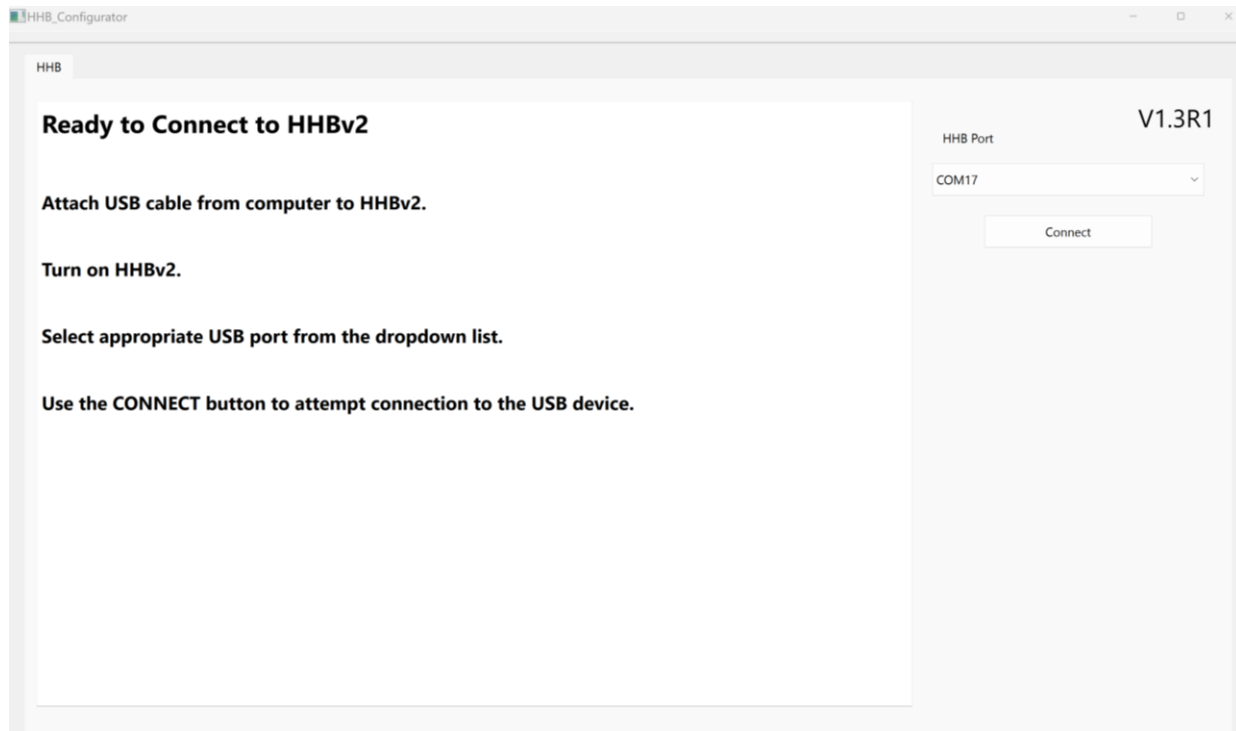 HHB_Configurator
HHB
Ready to Connect to HHBv2
Attach USB cable from computer to HHBv2.
Turn on HHBv2.
Select appropriate USB port from the dropdown list.
Use the CONNECT button to attempt connection to the USB device.
V1.3R1
HHB Port
COM17
Connect